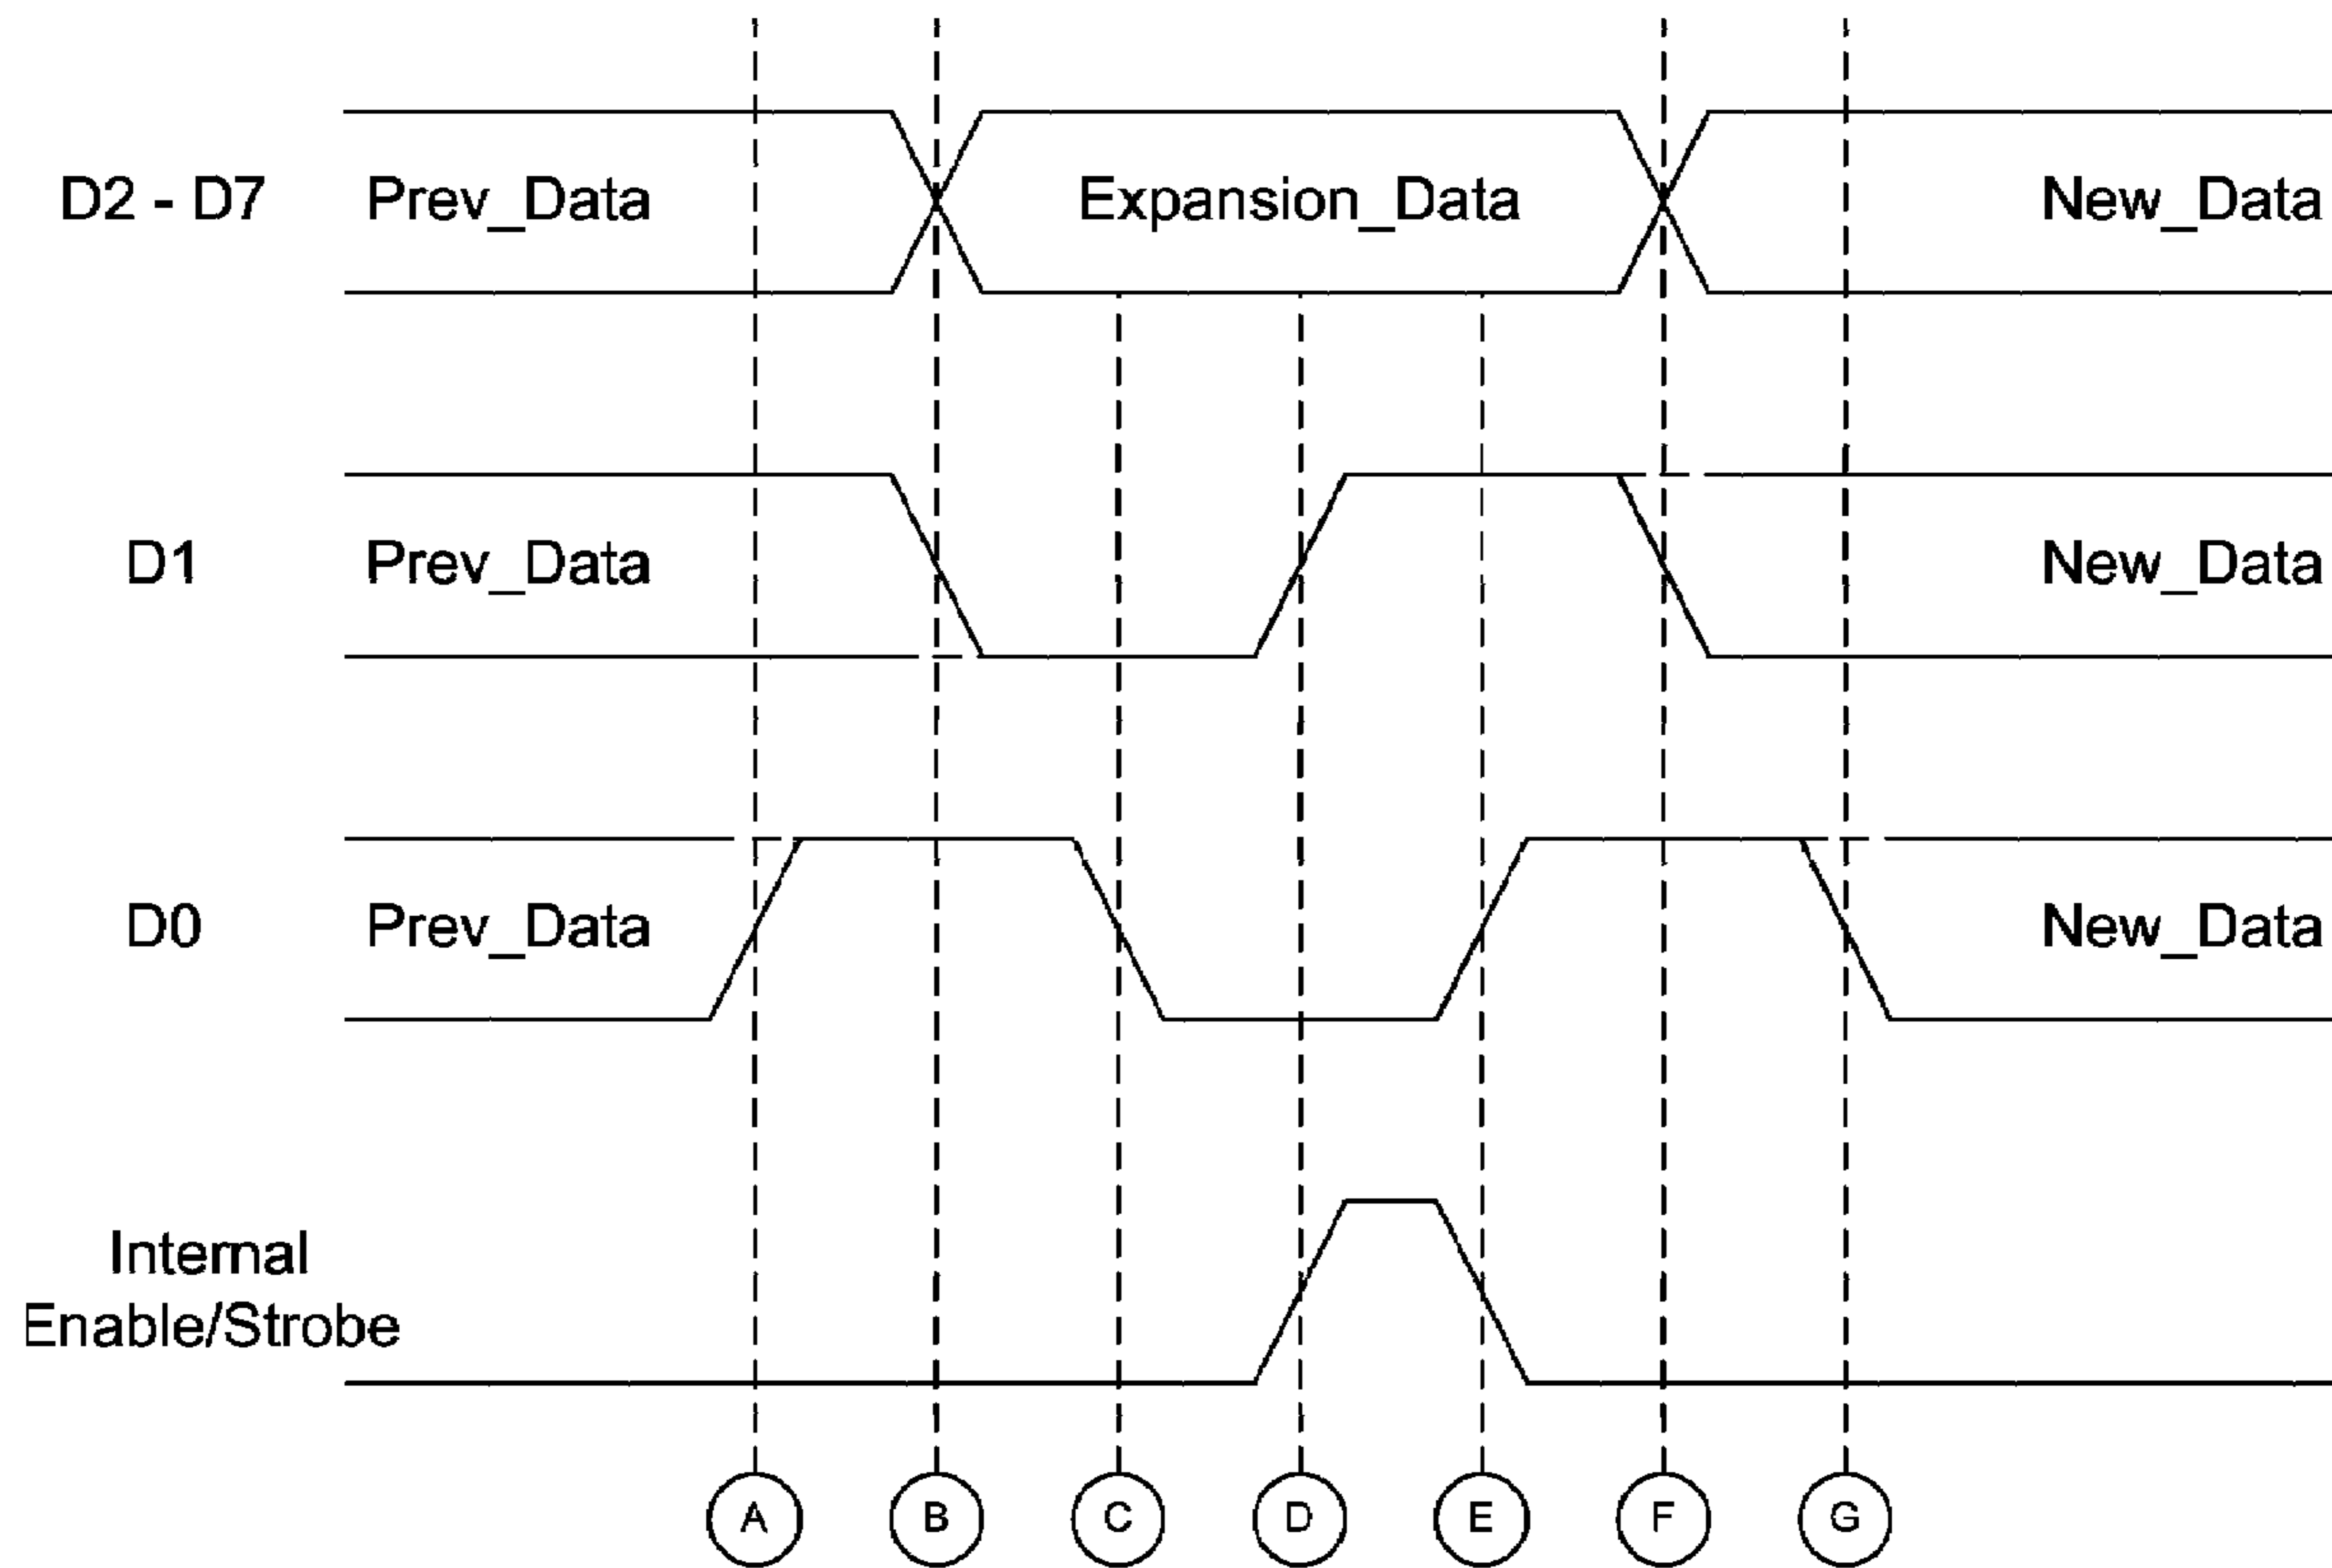 D2 - D7 Prev_Data Expansion_Data New_Data
D1 Prev_Data New_Data
D0 Prev_Data New_Data
Internal
Enable/Strobe
A B C D E F G